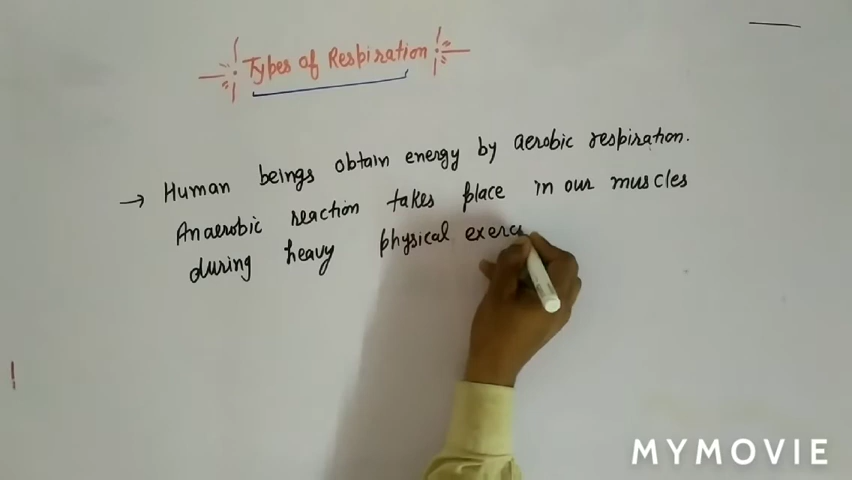 Types of Respiration
→ Human beings obtain energy by aerobic respiration.
Anaerobic reaction takes place in our muscles
during heavy physical exerc
MYMOVIE